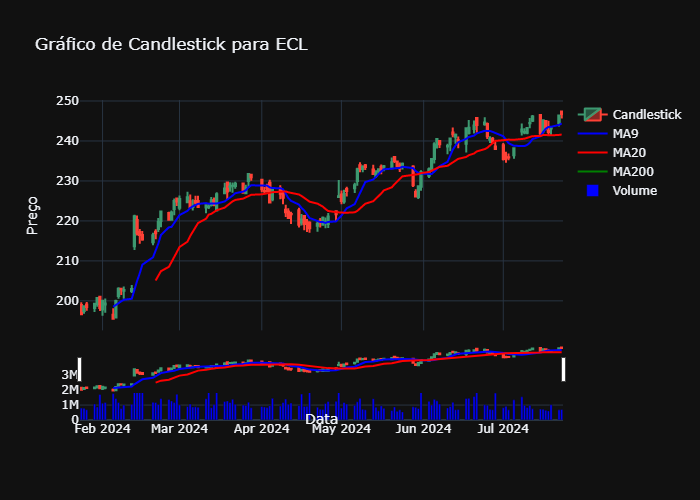 Gráfico de Candlestick para ECL
250
240
230
220
210
200
Preço
Candlestick
MA9
MA20
MA200
Volume
3M
2M
1M
0
Data
Feb 2024
Mar 2024
Apr 2024
May 2024
Jun 2024
Jul 2024